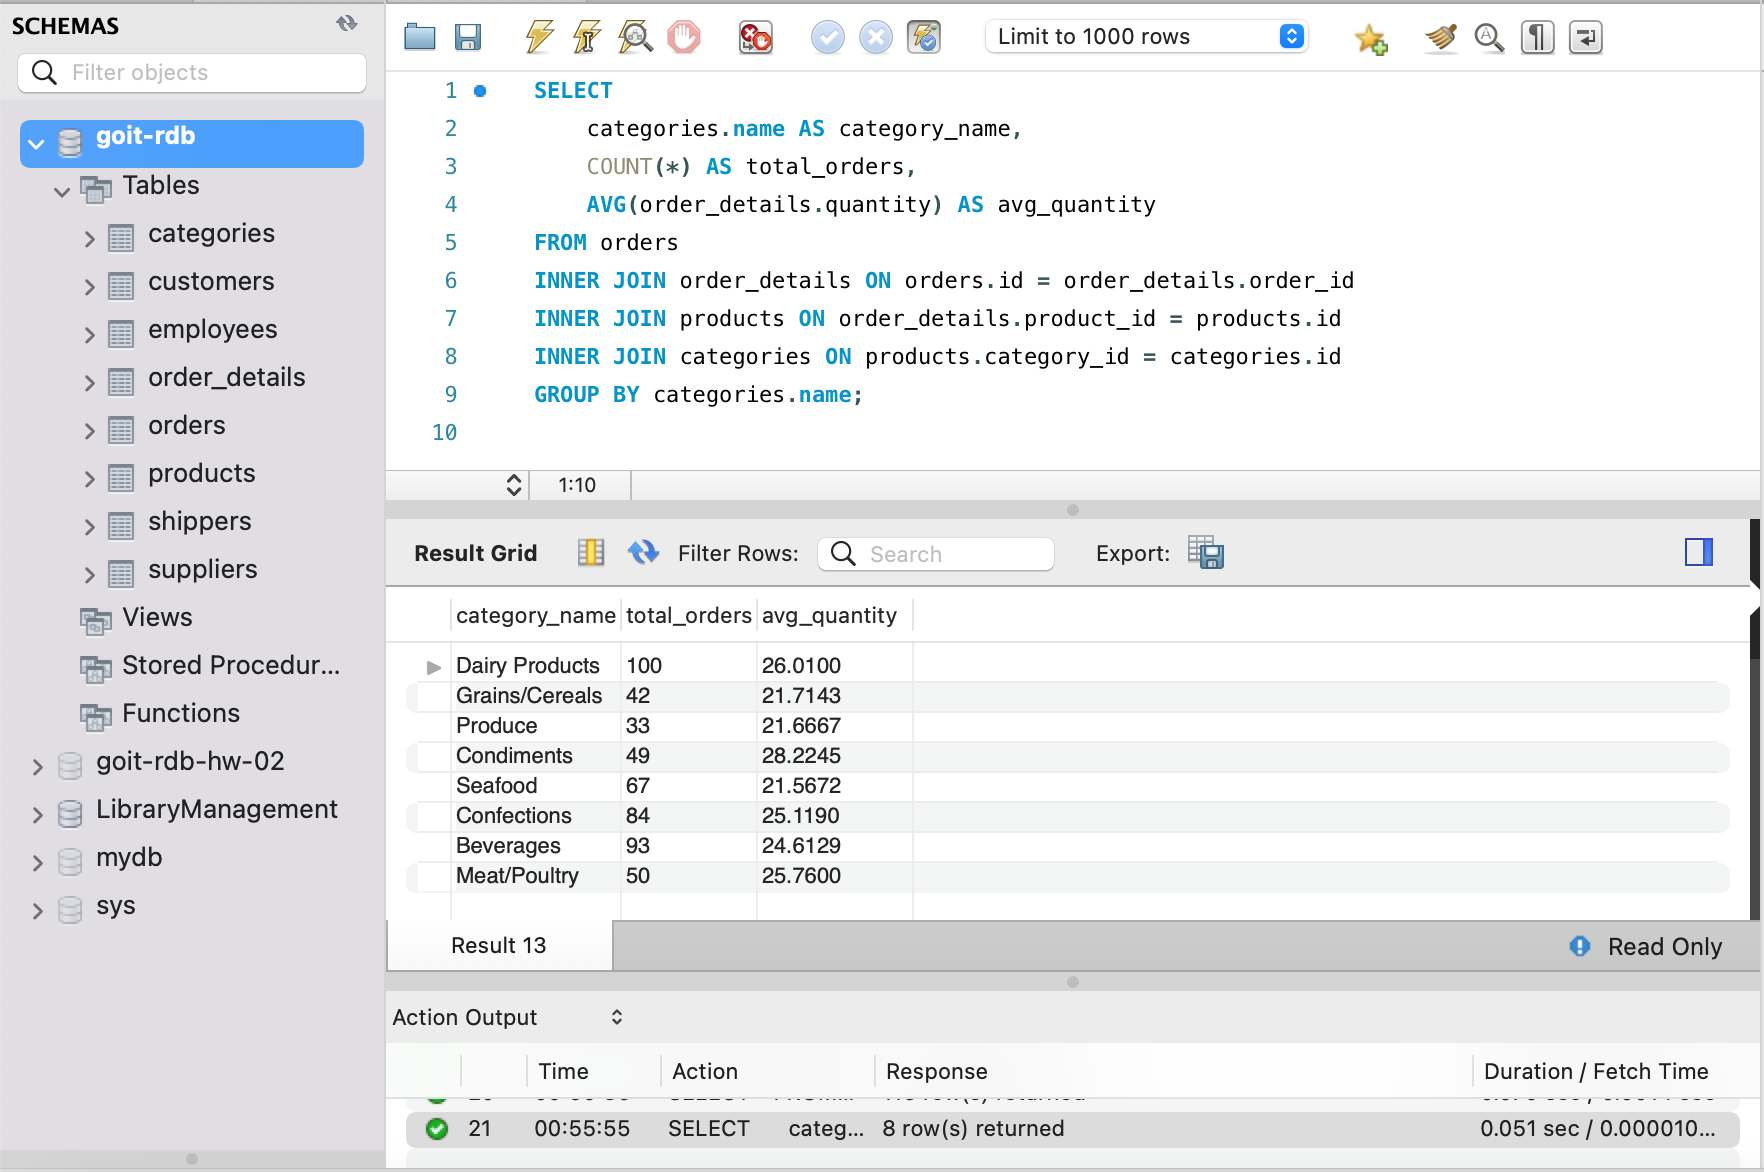 SCHEMAS
Filter objects
goit-rdb
Tables
categories
customers
employees
order_details
orders
products
shippers
suppliers
Views
Stored Procedur...
Functions
goit-rdb-hw-02
LibraryManagement
mydb
sys
Limit to 1000 rows
1 SELECT
2 categories.name AS category_name,
3 COUNT(*) AS total_orders,
4 AVG(order_details.quantity) AS avg_quantity
5 FROM orders
6 INNER JOIN order_details ON orders.id = order_details.order_id
7 INNER JOIN products ON order_details.product_id = products.id
8 INNER JOIN categories ON products.category_id = categories.id
9 GROUP BY categories.name;
10
1:10
Result Grid Filter Rows: Search Export:
category_name total_orders avg_quantity
Dairy Products 100 26.0100
Grains/Cereals 42 21.7143
Produce 33 21.6667
Condiments 49 28.2245
Seafood 67 21.5672
Confections 84 25.1190
Beverages 93 24.6129
Meat/Poultry 50 25.7600
Result 13 Read Only
Action Output
Time Action Response Duration / Fetch Time
21 00:55:55 SELECT categ... 8 row(s) returned 0.051 sec / 0.000010...